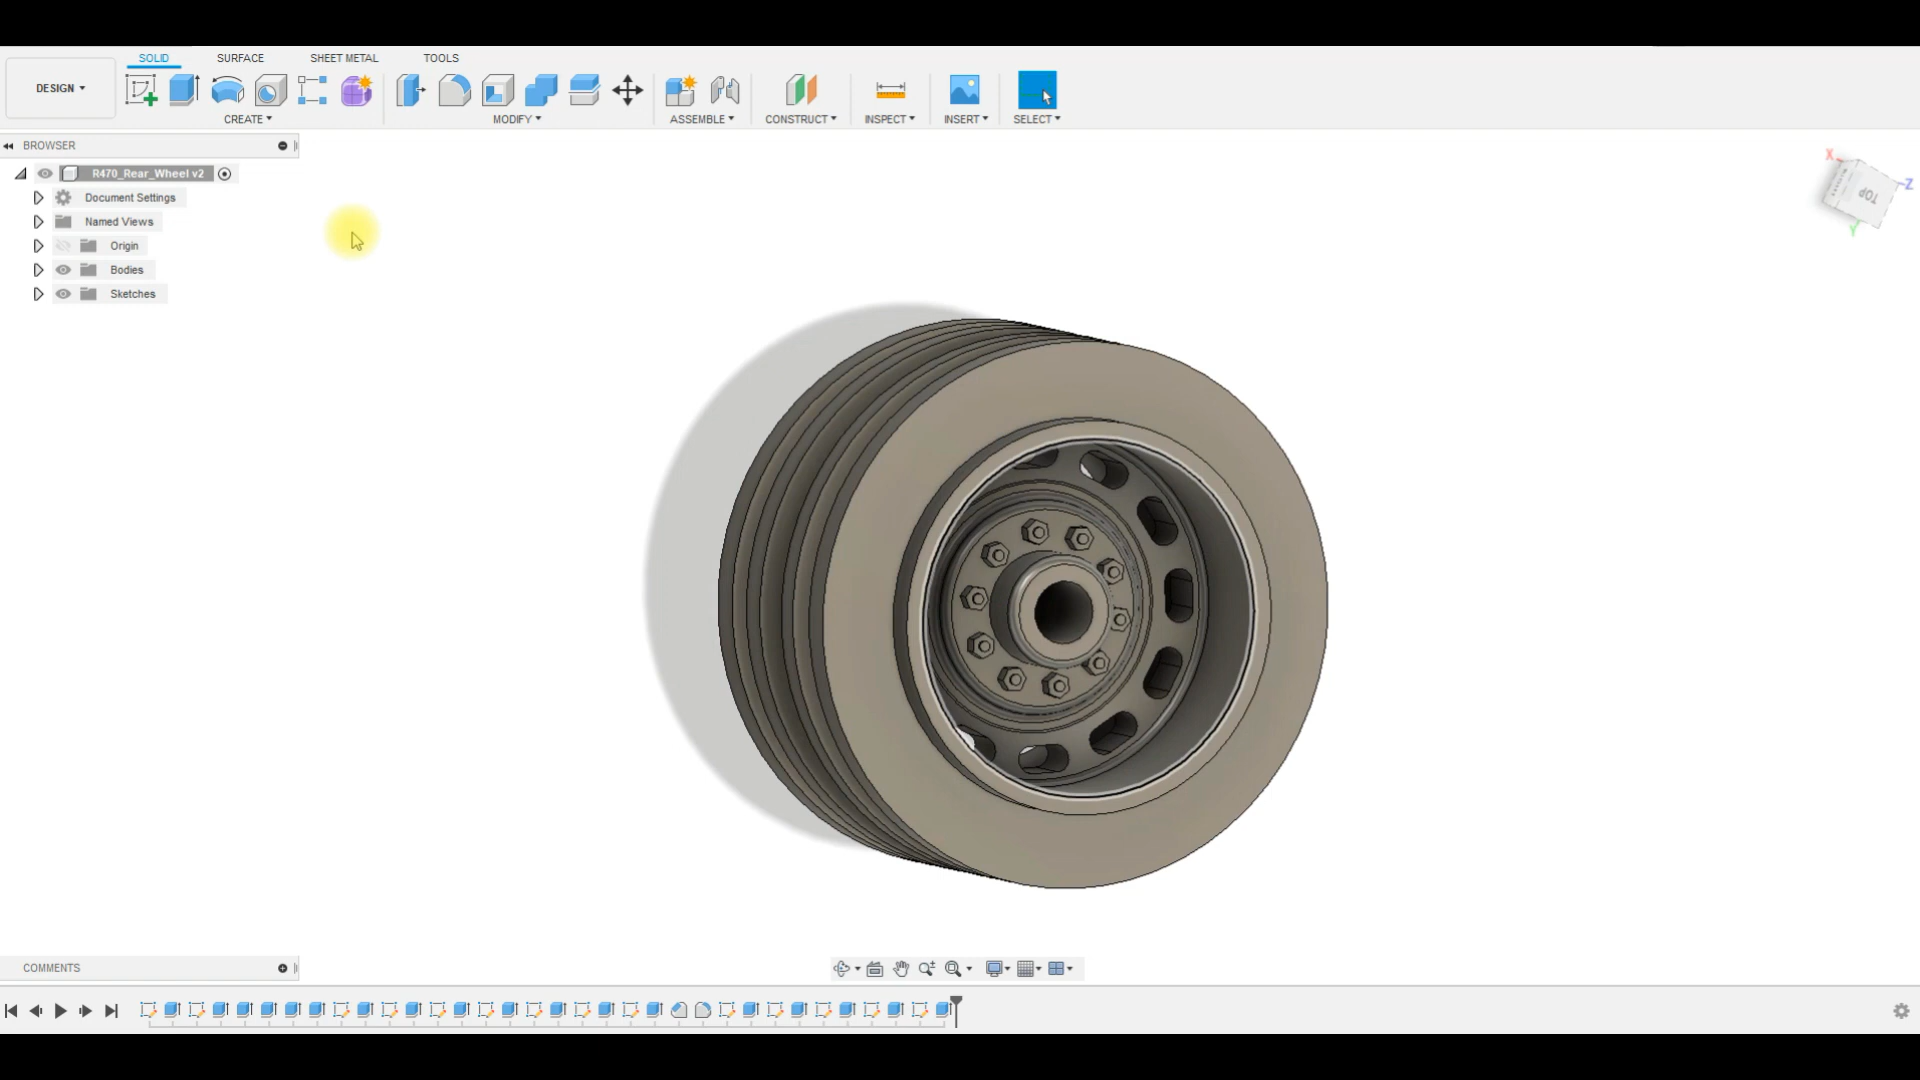 SOLID SURFACE SHEET METAL TOOLS
DESIGN
CREATE MODIFY ASSEMBLE CONSTRUCT INSPECT INSERT SELECT
BROWSER
R470_Rear_Wheel v2
Document Settings
Named Views
Origin
Bodies
Sketches
X
Z
TOP
Y
COMMENTS